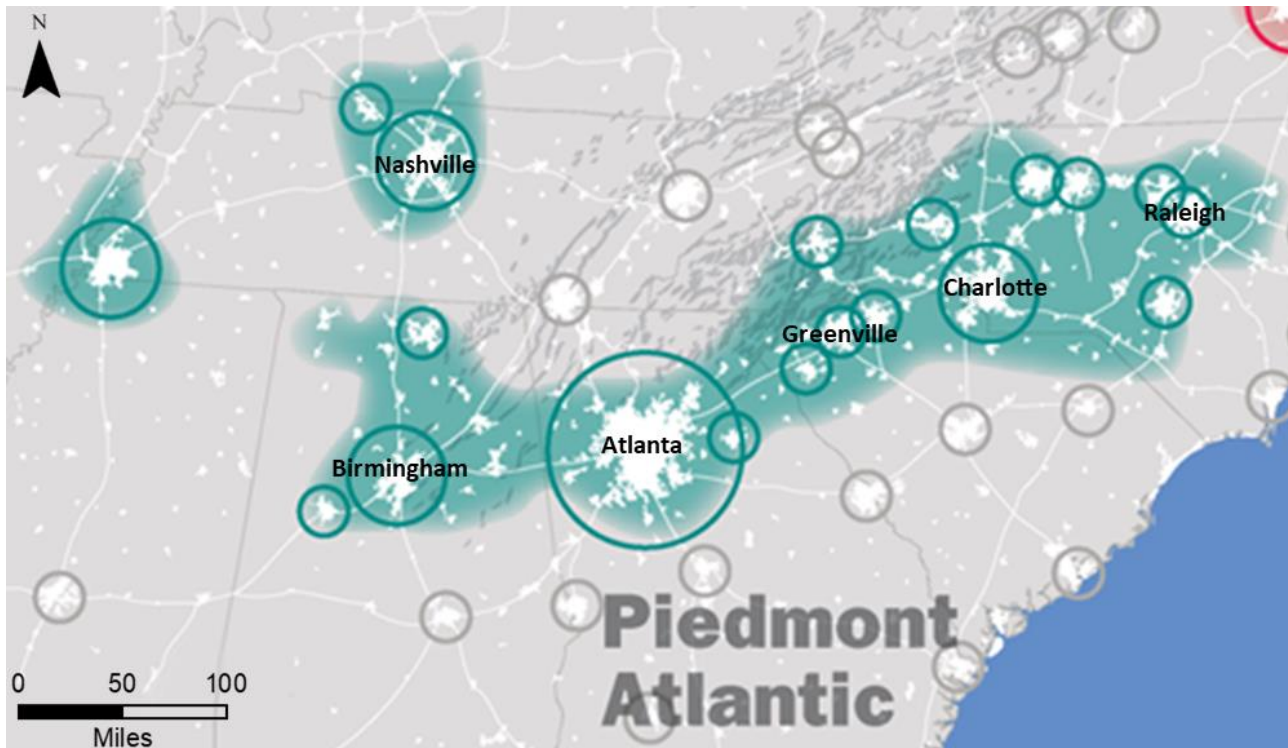 N
Nashville
Raleigh
Charlotte
Greenville
Atlanta
Birmingham
Piedmont
Atlantic
0 50 100
Miles